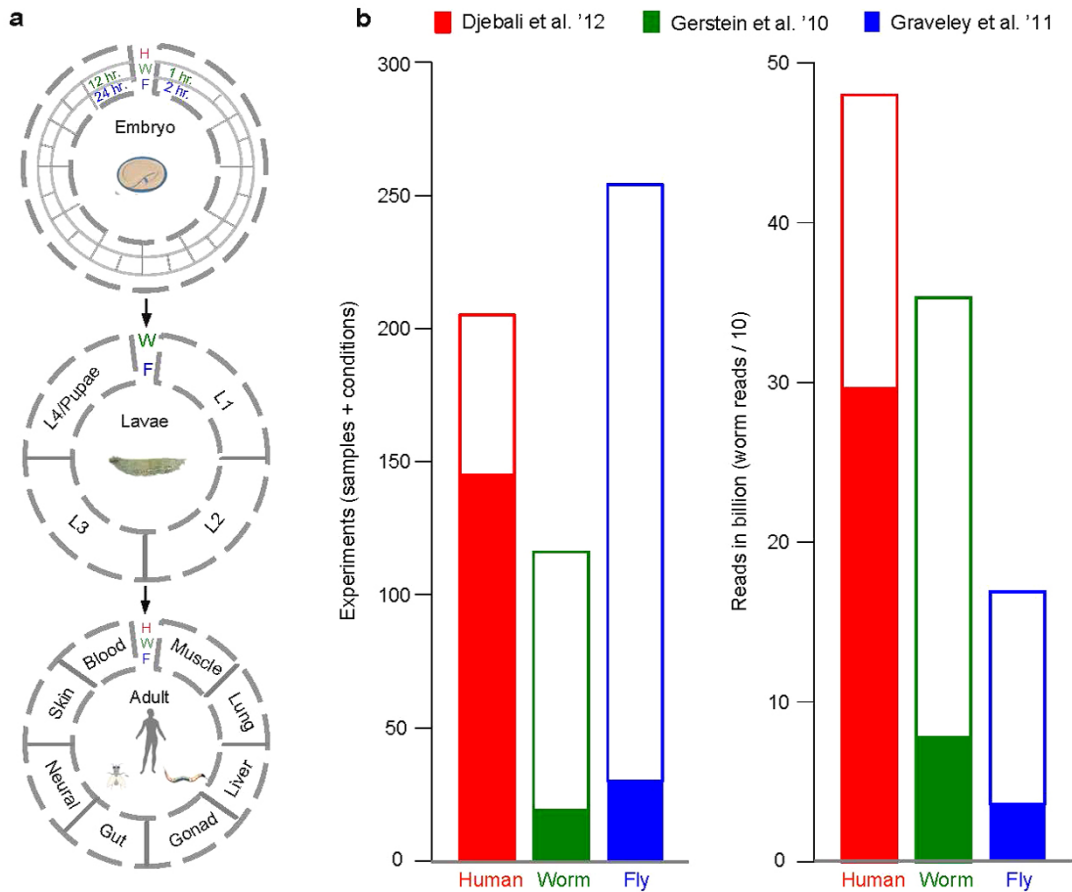 a
H
W
F
12 hr.
1 hr.
24 hr.
2 hr.
Embryo
W
F
L4/Pupae
L1
Lavae
L3
L2
H
W
F
Blood
Muscle
Skin
Adult
Lung
Neural
Liver
Gut
Gonad
b
Djebali et al. '12
Gerstein et al. '10
Graveley et al. '11
Experiments (samples + conditions)
300
250
200
150
100
50
0
Human
Worm
Fly
Reads in billion (worm reads / 10)
50
40
30
20
10
0
Human
Worm
Fly